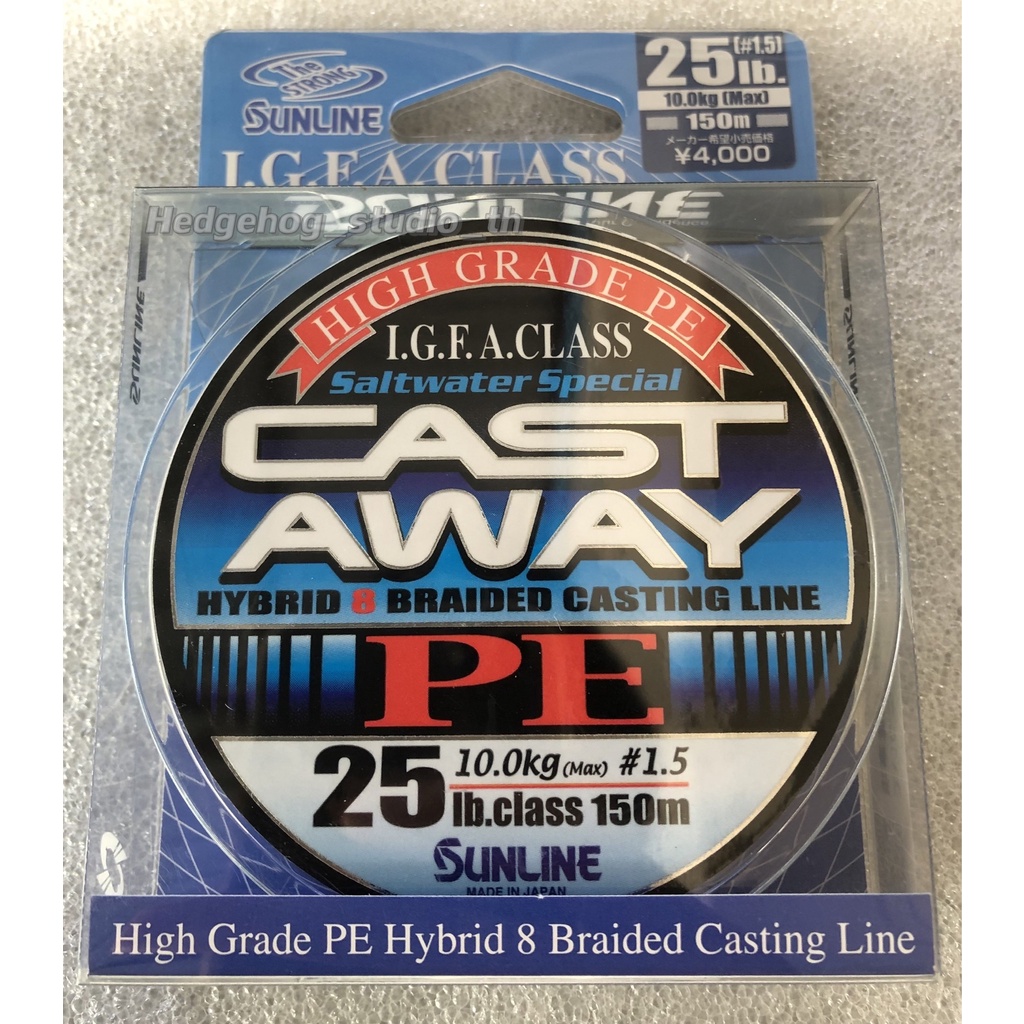 The STRONG
SUNLINE
25 lb. (#1.5)
10.0kg (Max)
150m
メーカー希望小売価格
¥4,000
I.G.F.A.CLASS
Hedgehog studio th
SUNLINE
SUNLINE
HIGH GRADE PE
I.G.F.A.CLASS
Saltwater Special
CAST
AWAY
HYBRID 8 BRAIDED CASTING LINE
PE
25 lb.class 150m
10.0kg (Max) #1.5
SUNLINE
MADE IN JAPAN
High Grade PE Hybrid 8 Braided Casting Line